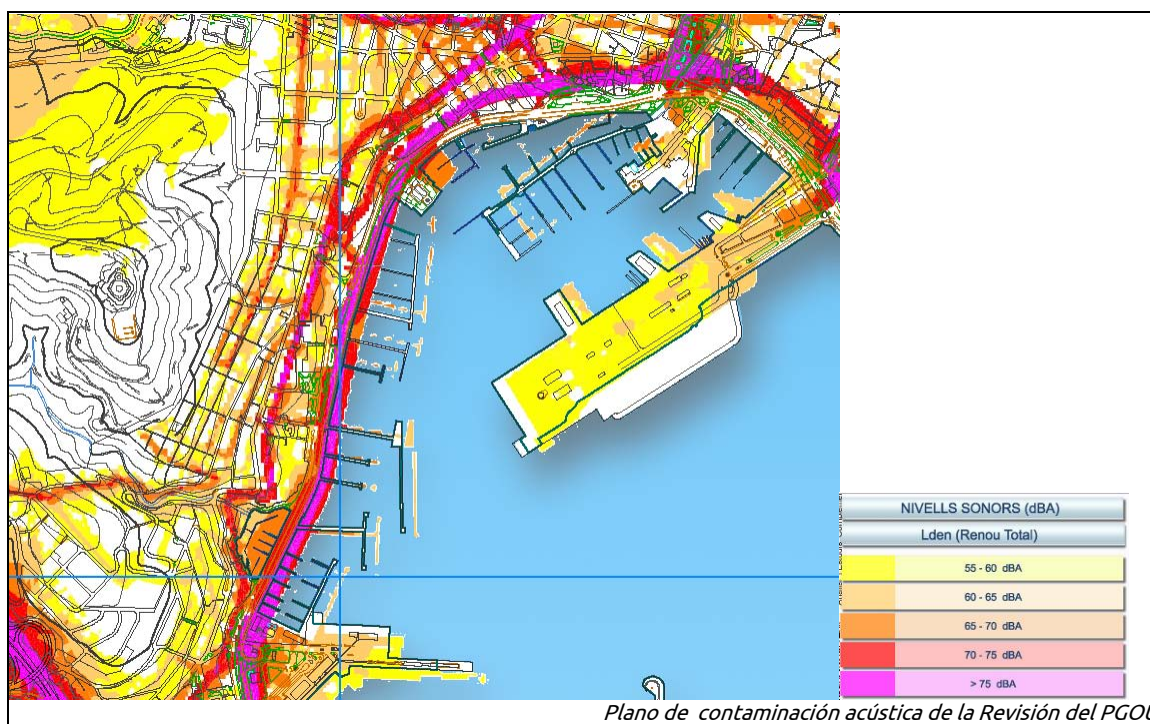 NIVELLS SONORS (dBA)
Lden (Renou Total)
55 - 60 dBA
60 - 65 dBA
65 - 70 dBA
70 - 75 dBA
> 75 dBA
Plano de contaminación acústica de la Revisión del PGOU